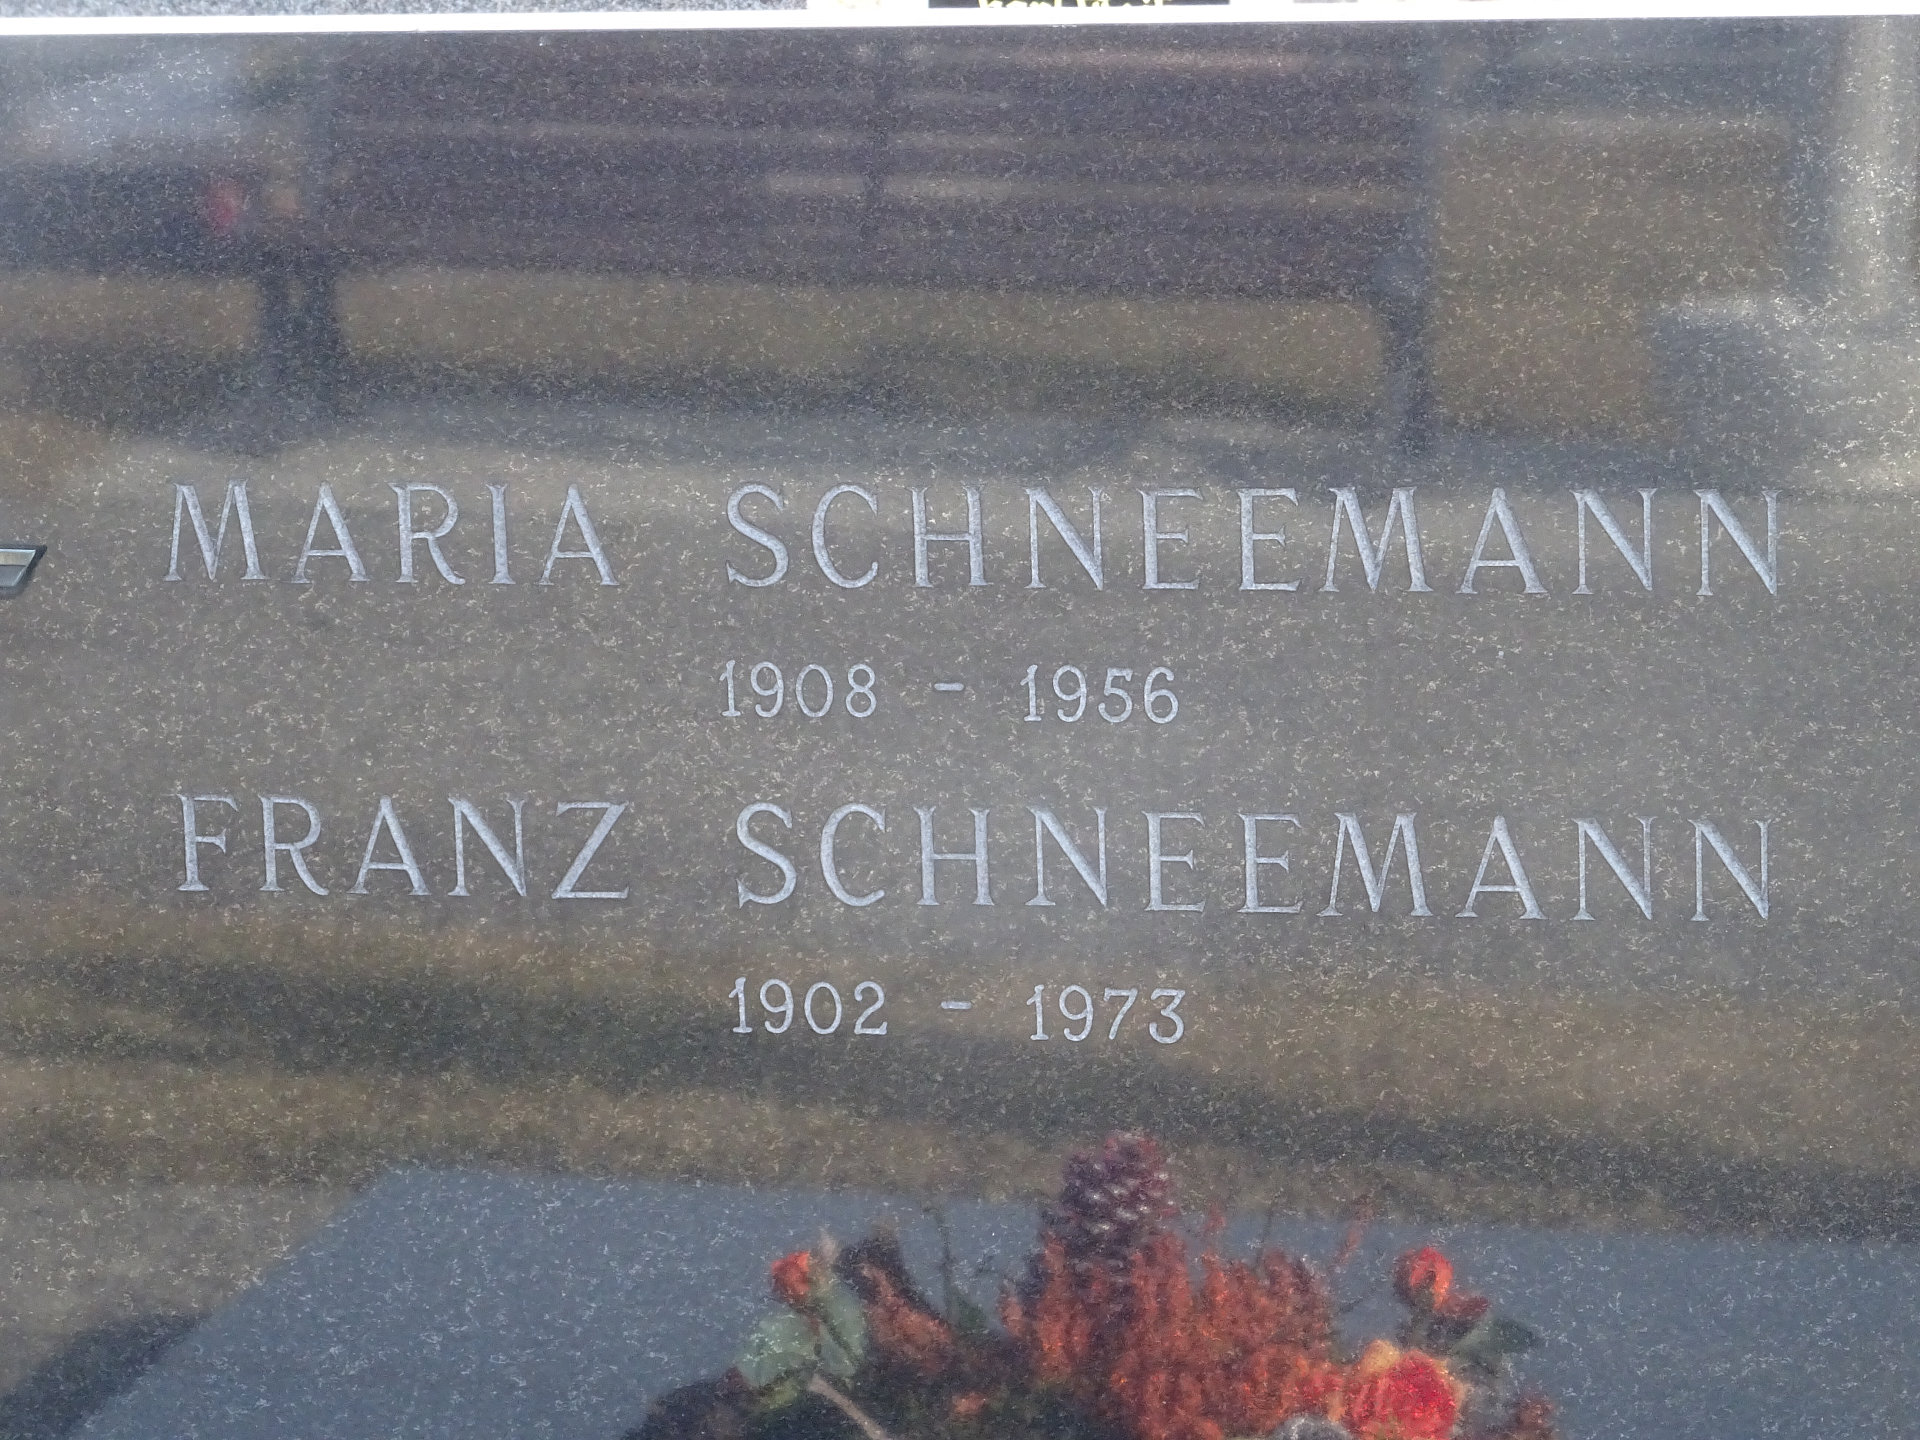 MARIA SCHNEEMANN
1908 - 1956
FRANZ SCHNEEMANN
1902 - 1973